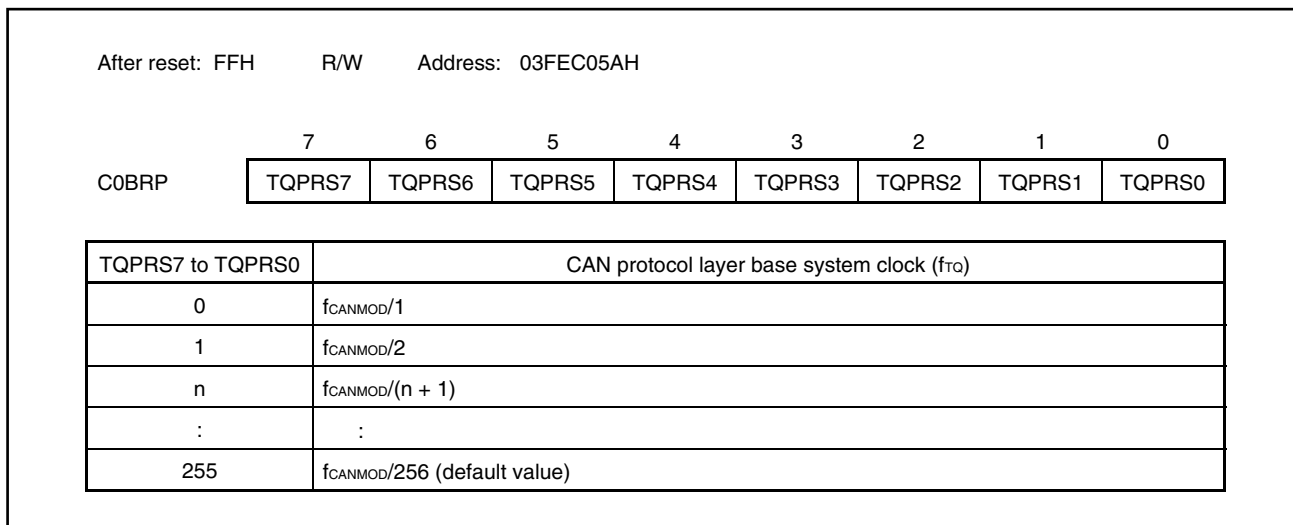 After reset: FFH R/W Address: 03FEC05AH
7 6 5 4 3 2 1 0
C0BRP TQPRS7 TQPRS6 TQPRS5 TQPRS4 TQPRS3 TQPRS2 TQPRS1 TQPRS0
TQPRS7 to TQPRS0 CAN protocol layer base system clock (fTQ)
0 fCANMOD/1
1 fCANMOD/2
n fCANMOD/(n + 1)
: :
255 fCANMOD/256 (default value)